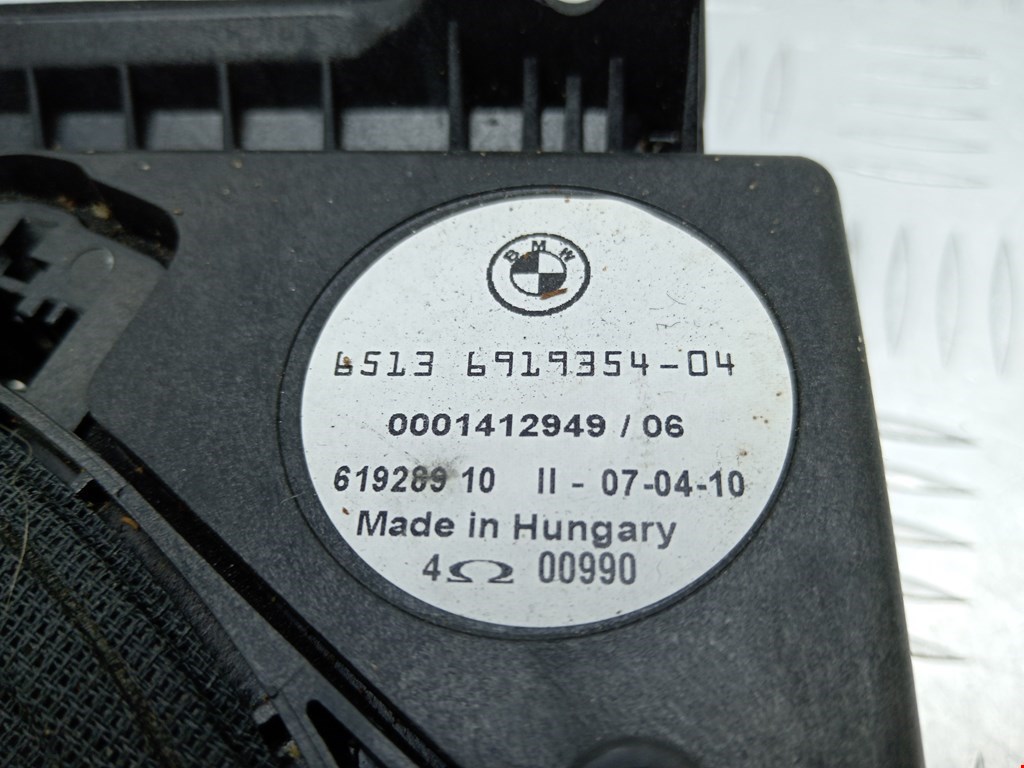 BMW
6513 6919354-04
0001412949 / 06
619289 10 II - 07-04-10
Made in Hungary
4Ω 00990